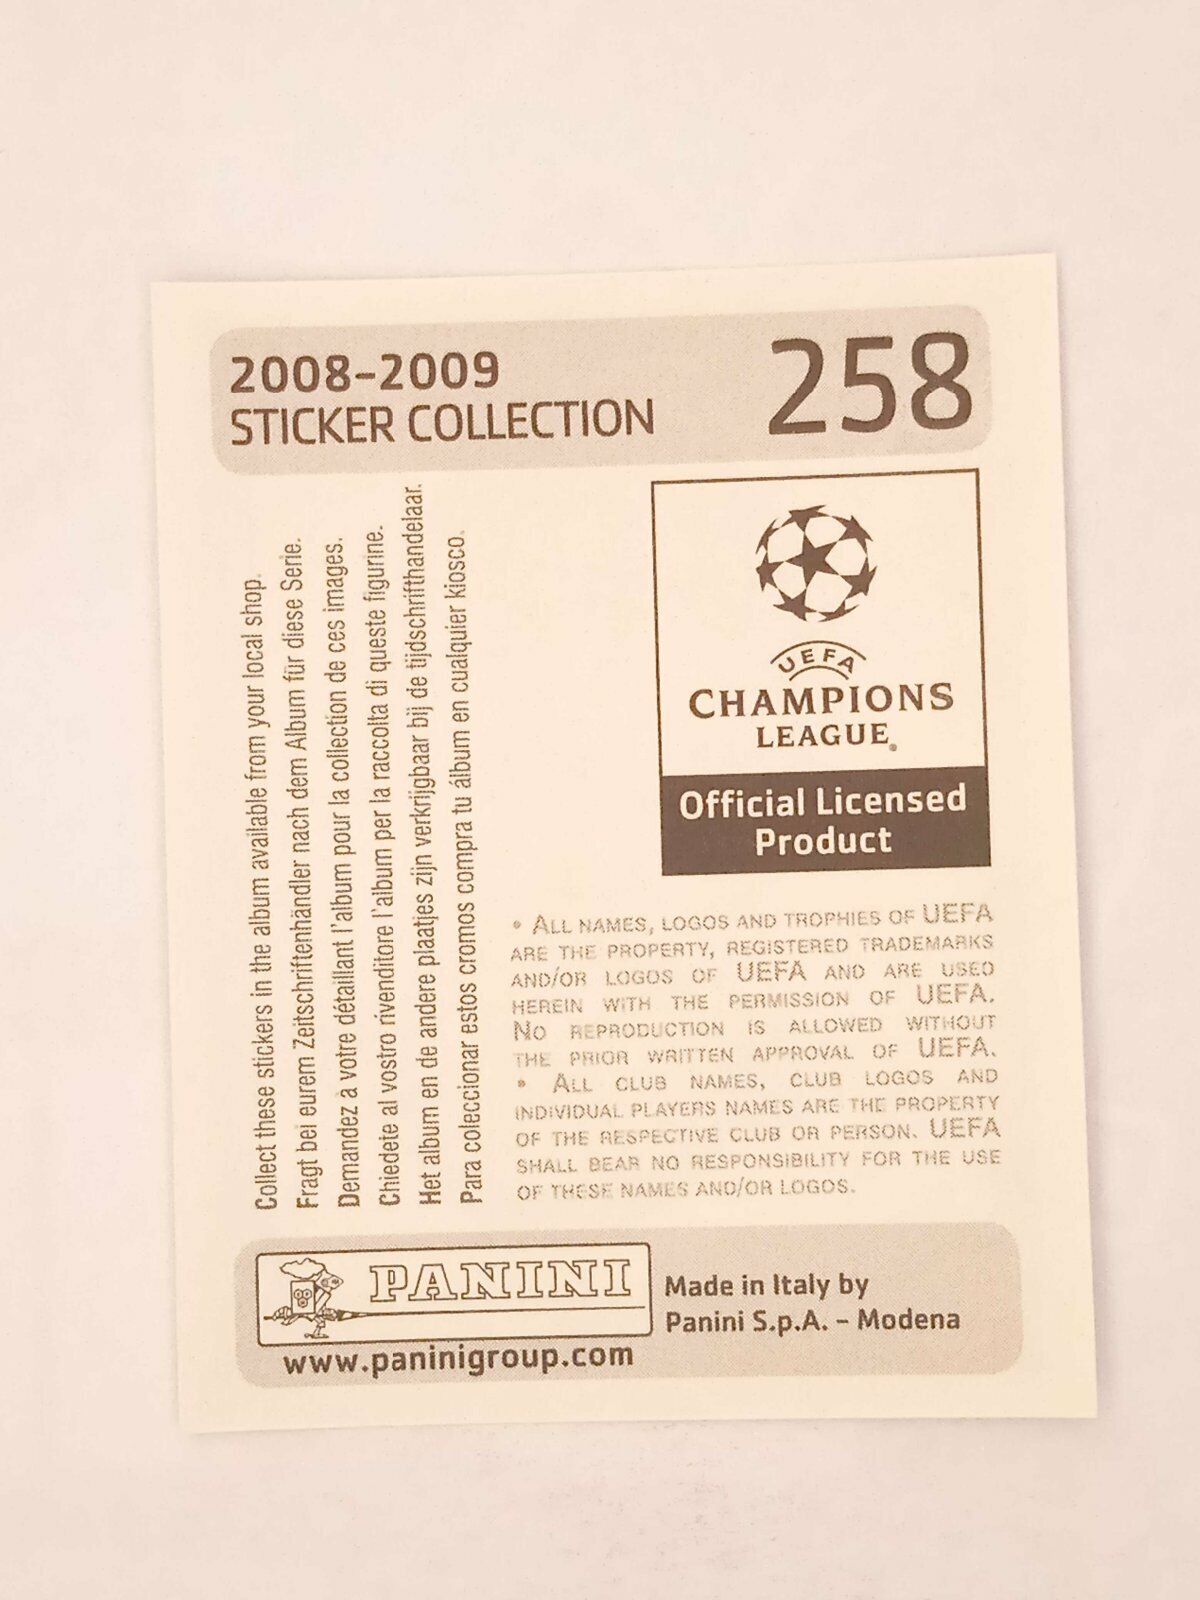 2008-2009
STICKER COLLECTION
258
Collect these stickers in the album available from your local shop.
Fragt bei eurem Zeitschriftenhändler nach dem Album für diese Serie.
Demandez à votre détaillant l'album pour la collection de ces images.
Chiedete al vostro rivenditore l'album per la raccolta di queste figurine.
Het album en de andere plaatjes zijn verkrijgbaar bij de tijdschrifthandelaar.
Para coleccionar estos cromos compra tu álbum en cualquier kiosco.
UEFA
CHAMPIONS
LEAGUE
Official Licensed
Product
• ALL NAMES, LOGOS AND TROPHIES OF UEFA
ARE THE PROPERTY, REGISTERED TRADEMARKS
AND/OR LOGOS OF UEFA AND ARE USED
HEREIN WITH THE PERMISSION OF UEFA.
NO REPRODUCTION IS ALLOWED WITHOUT
THE PRIOR WRITTEN APPROVAL OF UEFA.
• ALL CLUB NAMES, CLUB LOGOS AND
INDIVIDUAL PLAYERS NAMES ARE THE PROPERTY
OF THE RESPECTIVE CLUB OR PERSON. UEFA
SHALL BEAR NO RESPONSIBILITY FOR THE USE
OF THESE NAMES AND/OR LOGOS.
PANINI
www.paninigroup.com
Made in Italy by
Panini S.p.A. - Modena